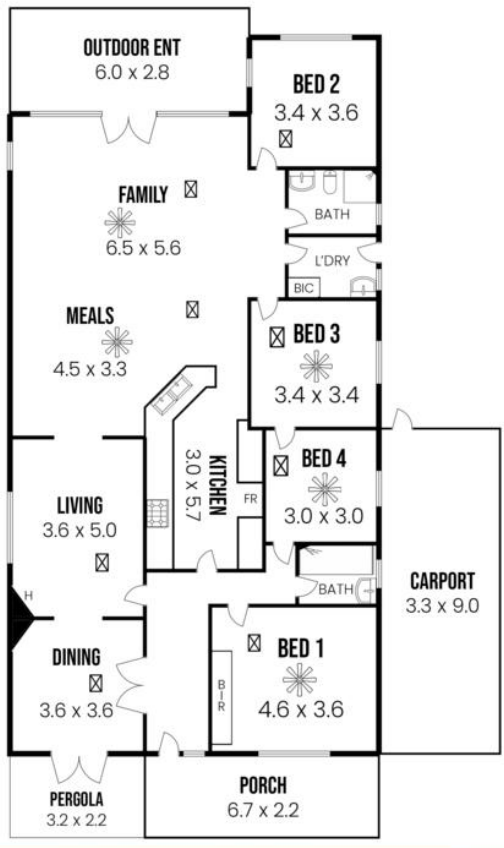 OUTDOOR ENT
6.0 x 2.8
BED 2
3.4 x 3.6
FAMILY
6.5 x 5.6
BATH
L'DRY
BIC
MEALS
4.5 x 3.3
BED 3
3.4 x 3.4
KITCHEN
3.0 x 5.7
FR
BED 4
3.0 x 3.0
LIVING
3.6 x 5.0
H
BATH
CARPORT
3.3 x 9.0
DINING
3.6 x 3.6
BED 1
4.6 x 3.6
BIR
PERGOLA
3.2 x 2.2
PORCH
6.7 x 2.2